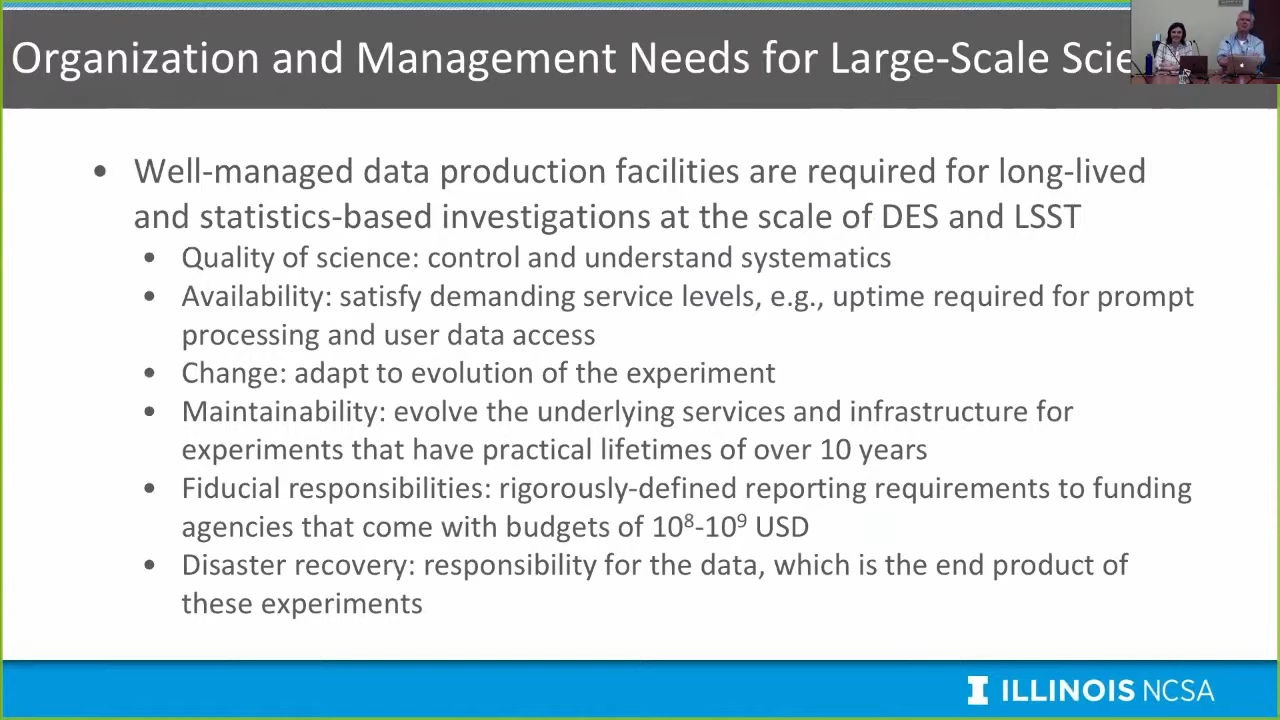 Organization and Management Needs for Large-Scale
• Well-managed data production facilities are required for long-lived
and statistics-based investigations at the scale of DES and LSST
• Quality of science: control and understand systematics
• Availability: satisfy demanding service levels, e.g., uptime required for prompt
processing and user data access
• Change: adapt to evolution of the experiment
• Maintainability: evolve the underlying services and infrastructure for
experiments that have practical lifetimes of over 10 years
• Fiducial responsibilities: rigorously-defined reporting requirements to funding
agencies that come with budgets of 10⁸-10⁹ USD
• Disaster recovery: responsibility for the data, which is the end product of
these experiments
I ILLINOIS NCSA